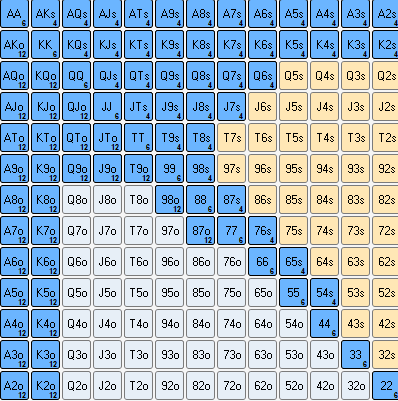 AA AKs AQs AJs ATs A9s A8s A7s A6s A5s A4s A3s A2s
6 4 4 4 4 4 4 4 4 4 4 4 4
AKo KK KQs KJs KTs K9s K8s K7s K6s K5s K4s K3s K2s
12 6 4 4 4 4 4 4 4 4 4 4 4
AQo KQo QQ QJs QTs Q9s Q8s Q7s Q6s Q5s Q4s Q3s Q2s
12 12 6 4 4 4 4 4 4
AJo KJo QJo JJ JTs J9s J8s J7s J6s J5s J4s J3s J2s
12 12 12 6 4 4 4 4
ATo KTo QTo JTo TT T9s T8s T7s T6s T5s T4s T3s T2s
12 12 12 12 6 4 4
A9o K9o Q9o J9o T9o 99 98s 97s 96s 95s 94s 93s 92s
12 12 12 12 12 6 4
A8o K8o Q8o J8o T8o 98o 88 87s 86s 85s 84s 83s 82s
12 12 12 6 4
A7o K7o Q7o J7o T7o 97o 87o 77 76s 75s 74s 73s 72s
12 12 12 6 4
A6o K6o Q6o J6o T6o 96o 86o 76o 66 65s 64s 63s 62s
12 12 6 4
A5o K5o Q5o J5o T5o 95o 85o 75o 65o 55 54s 53s 52s
12 12 6 4
A4o K4o Q4o J4o T4o 94o 84o 74o 64o 54o 44 43s 42s
12 12 6
A3o K3o Q3o J3o T3o 93o 83o 73o 63o 53o 43o 33 32s
12 12 6
A2o K2o Q2o J2o T2o 92o 82o 72o 62o 52o 42o 32o 22
12 12 6